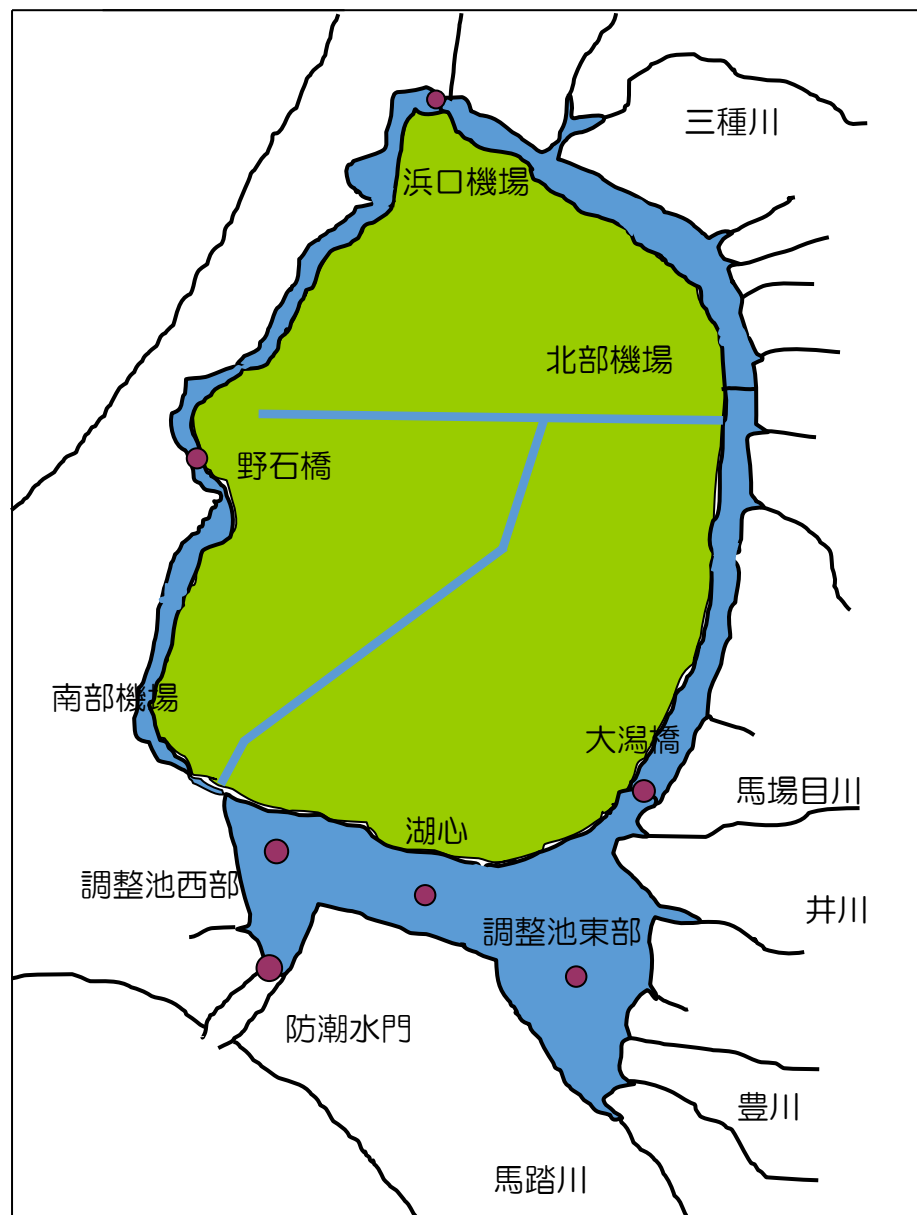 三種川
浜口機場
北部機場
野石橋
南部機場
大潟橋
馬場目川
湖心
調整池西部
井川
調整池東部
防潮水門
豊川
馬踏川